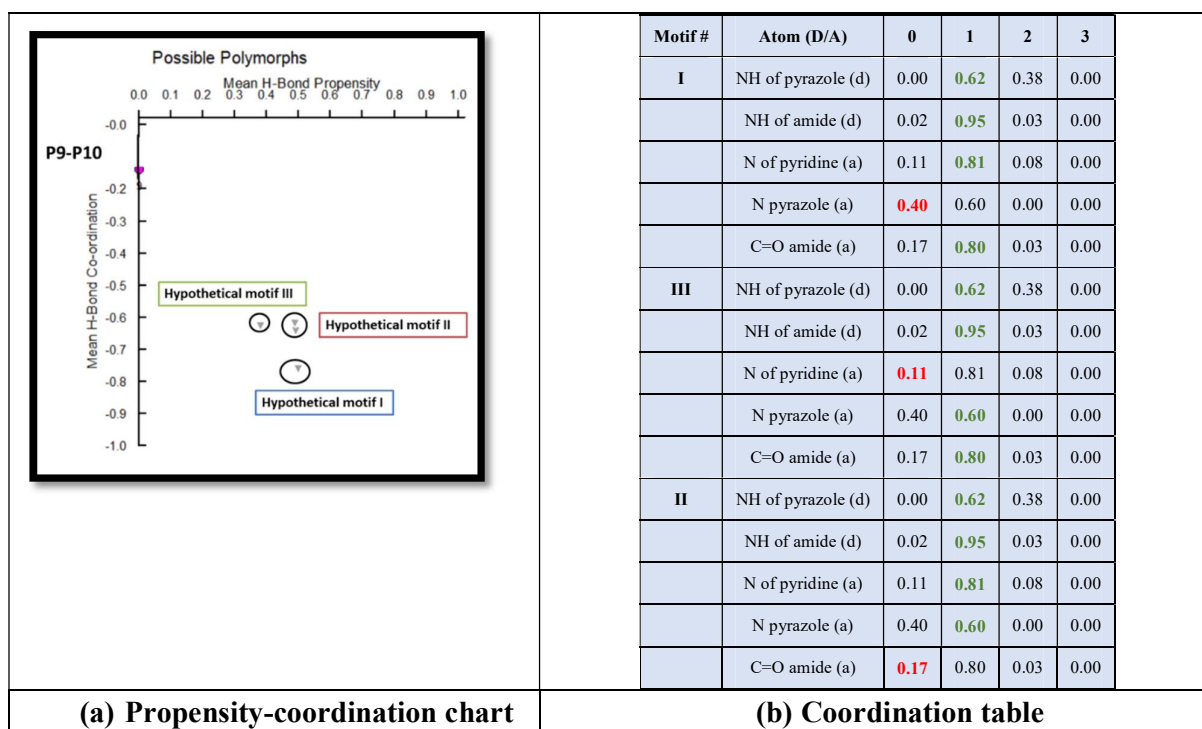 Possible Polymorphs
Mean H-Bond Propensity
0.0 0.1 0.2 0.3 0.4 0.5 0.6 0.7 0.8 0.9 1.0
-0.0
P9-P10
-0.2
-0.3
-0.4
-0.5
-0.6
-0.7
-0.8
-0.9
-1.0
Mean H-Bond Co-ordination
Hypothetical motif III
Hypothetical motif II
Hypothetical motif I
(a) Propensity-coordination chart
Motif # Atom (D/A) 0 1 2 3
I NH of pyrazole (d) 0.00 0.62 0.38 0.00
NH of amide (d) 0.02 0.95 0.03 0.00
N of pyridine (a) 0.11 0.81 0.08 0.00
N pyrazole (a) 0.40 0.60 0.00 0.00
C=O amide (a) 0.17 0.80 0.03 0.00
III NH of pyrazole (d) 0.00 0.62 0.38 0.00
NH of amide (d) 0.02 0.95 0.03 0.00
N of pyridine (a) 0.11 0.81 0.08 0.00
N pyrazole (a) 0.40 0.60 0.00 0.00
C=O amide (a) 0.17 0.80 0.03 0.00
II NH of pyrazole (d) 0.00 0.62 0.38 0.00
NH of amide (d) 0.02 0.95 0.03 0.00
N of pyridine (a) 0.11 0.81 0.08 0.00
N pyrazole (a) 0.40 0.60 0.00 0.00
C=O amide (a) 0.17 0.80 0.03 0.00
(b) Coordination table